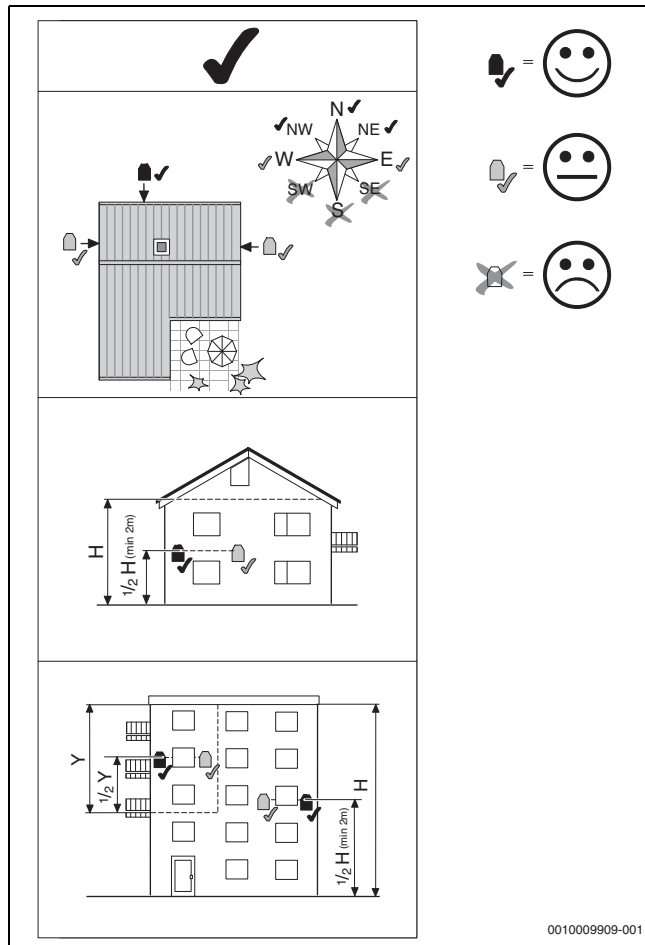 N
NW
NE
W
E
SW
SE
S
=
=
=
H
1/2 H (min 2m)
Y
1/2 Y
H
1/2 H (min 2m)
0010009909-001